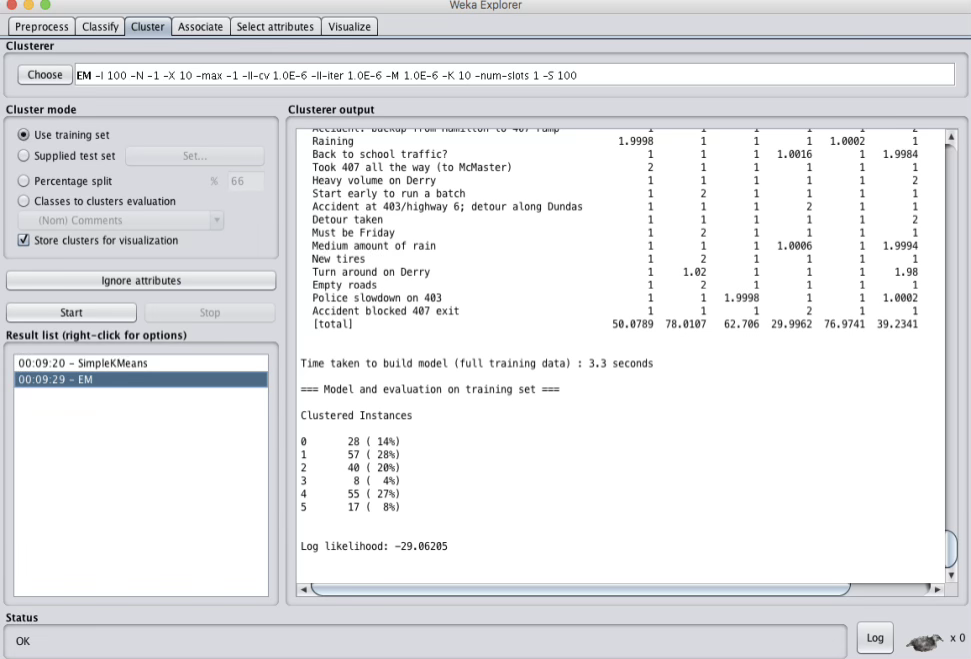 Weka Explorer
Preprocess Classify Cluster Associate Select attributes Visualize
Clusterer
Choose EM -I 100 -N -1 -X 10 -max -1 -ll-cv 1.0E-6 -ll-iter 1.0E-6 -M 1.0E-6 -K 10 -num-slots 1 -S 100
Cluster mode
Use training set
Supplied test set Set...
Percentage split % 66
Classes to clusters evaluation
(Nom) Comments
Store clusters for visualization
Ignore attributes
Start Stop
Result list (right-click for options)
00:09:20 - SimpleKMeans
00:09:29 - EM
Clusterer output
Accident: backup from Hamilton to 407 ramp 1 1 1 1 1 2
Raining 1.9998 1 1 1 1.0002 1
Back to school traffic? 1 1 1 1.0016 1 1.9984
Took 407 all the way (to McMaster) 2 1 1 1 1 1
Heavy volume on Derry 1 1 1 1 1 2
Start early to run a batch 1 2 1 1 1 1
Accident at 403/highway 6; detour along Dundas 1 1 1 2 1 1
Detour taken 1 1 1 1 1 2
Must be Friday 1 2 1 1 1 1
Medium amount of rain 1 1 1 1.0006 1 1.9994
New tires 1 2 1 1 1 1
Turn around on Derry 1 1.02 1 1 1 1.98
Empty roads 1 2 1 1 1 1
Police slowdown on 403 1 1 1.9998 1 1 1.0002
Accident blocked 407 exit 1 1 1 2 1 1
[total] 50.0789 78.0107 62.706 29.9962 76.9741 39.2341
Time taken to build model (full training data) : 3.3 seconds
=== Model and evaluation on training set ===
Clustered Instances
0 28 ( 14%)
1 57 ( 28%)
2 40 ( 20%)
3 8 ( 4%)
4 55 ( 27%)
5 17 ( 8%)
Log likelihood: -29.06205
Status
OK
Log x 0